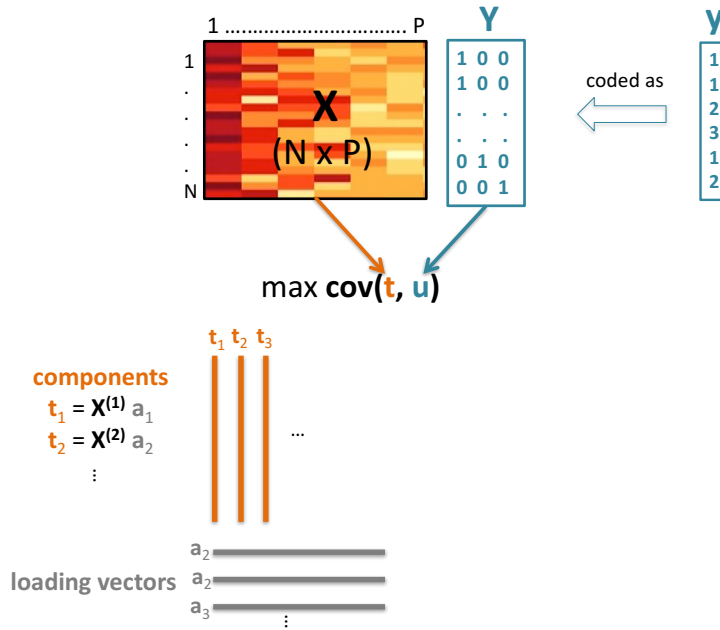 1 ................................. P
Y
y
1
.
.
.
.
N
X
(N x P)
1 0 0
1 0 0
. . .
. . .
0 1 0
0 0 1
coded as
1
1
2
3
1
2
max cov(t, u)
t1 t2 t3
components
t1 = X(1) a1
t2 = X(2) a2
⋮
...
loading vectors
a2
a2
a3
⋮